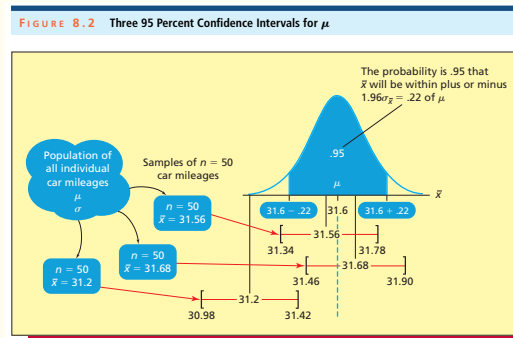 FIGURE 8.2 Three 95 Percent Confidence Intervals for μ
The probability is .95 that
x̄ will be within plus or minus
1.96σx̄ = .22 of μ
.95
μ
x̄
Population of
all individual
car mileages
μ
σ
Samples of n = 50
car mileages
n = 50
x̄ = 31.56
n = 50
x̄ = 31.68
n = 50
x̄ = 31.2
31.6 – .22
31.6
31.6 + .22
31.56
31.34
31.78
31.68
31.46
31.90
31.2
30.98
31.42